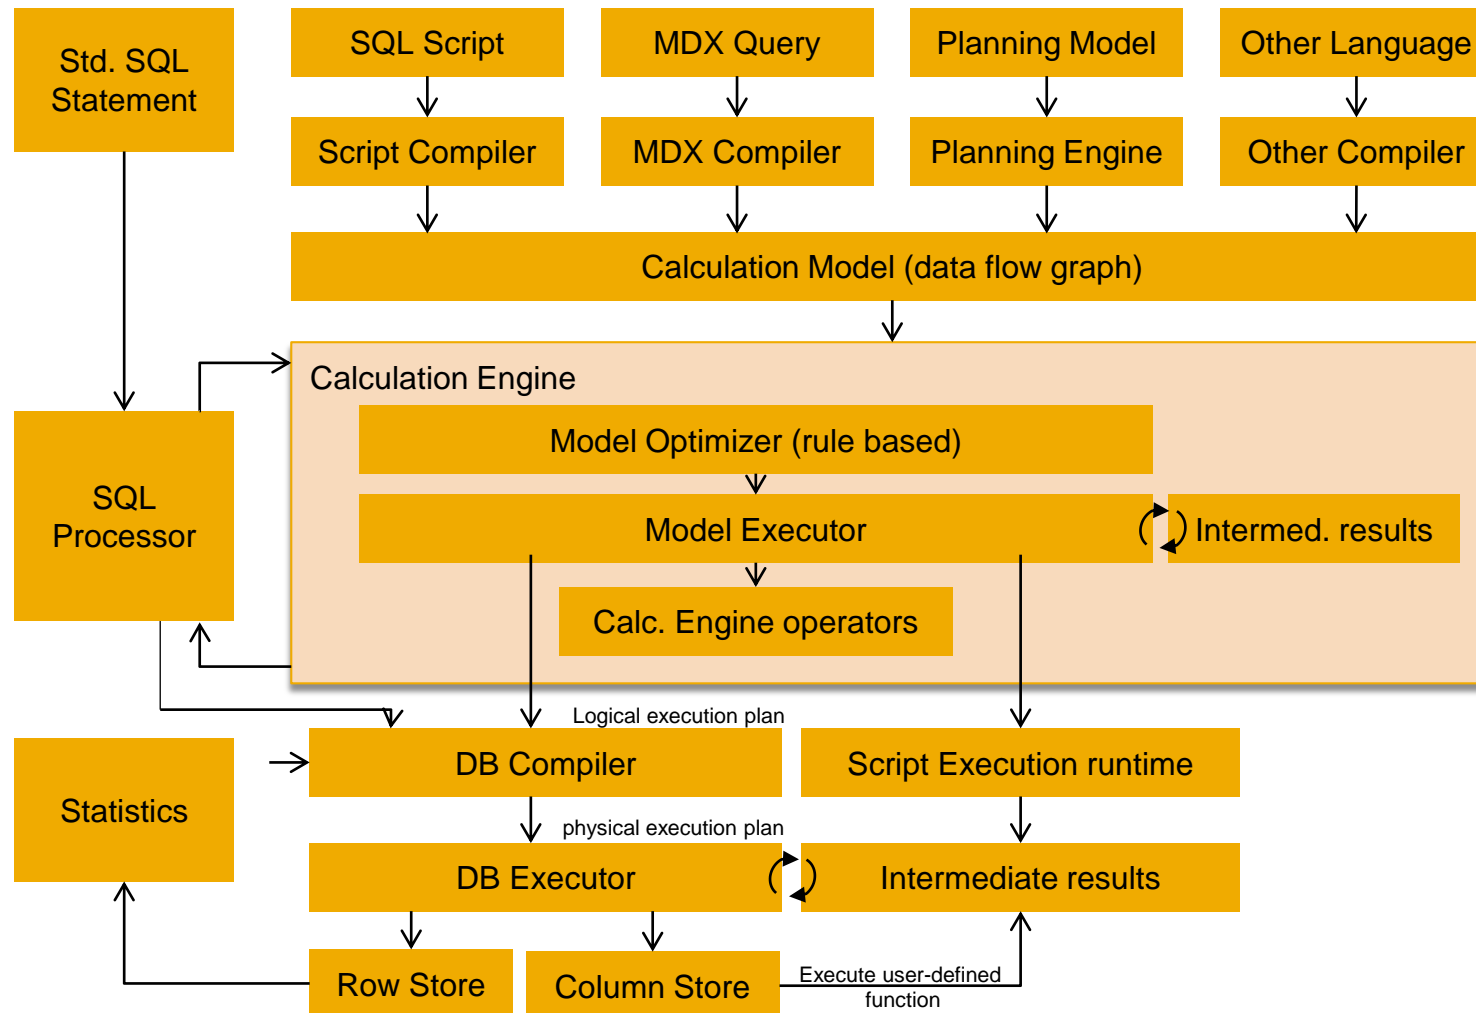 Std. SQL
Statement
SQL Script
MDX Query
Planning Model
Other Language
Script Compiler
MDX Compiler
Planning Engine
Other Compiler
Calculation Model (data flow graph)
Calculation Engine
Model Optimizer (rule based)
SQL
Processor
Model Executor
Intermed. results
Calc. Engine operators
Logical execution plan
DB Compiler
Script Execution runtime
Statistics
physical execution plan
DB Executor
Intermediate results
Row Store
Column Store
Execute user-defined
function